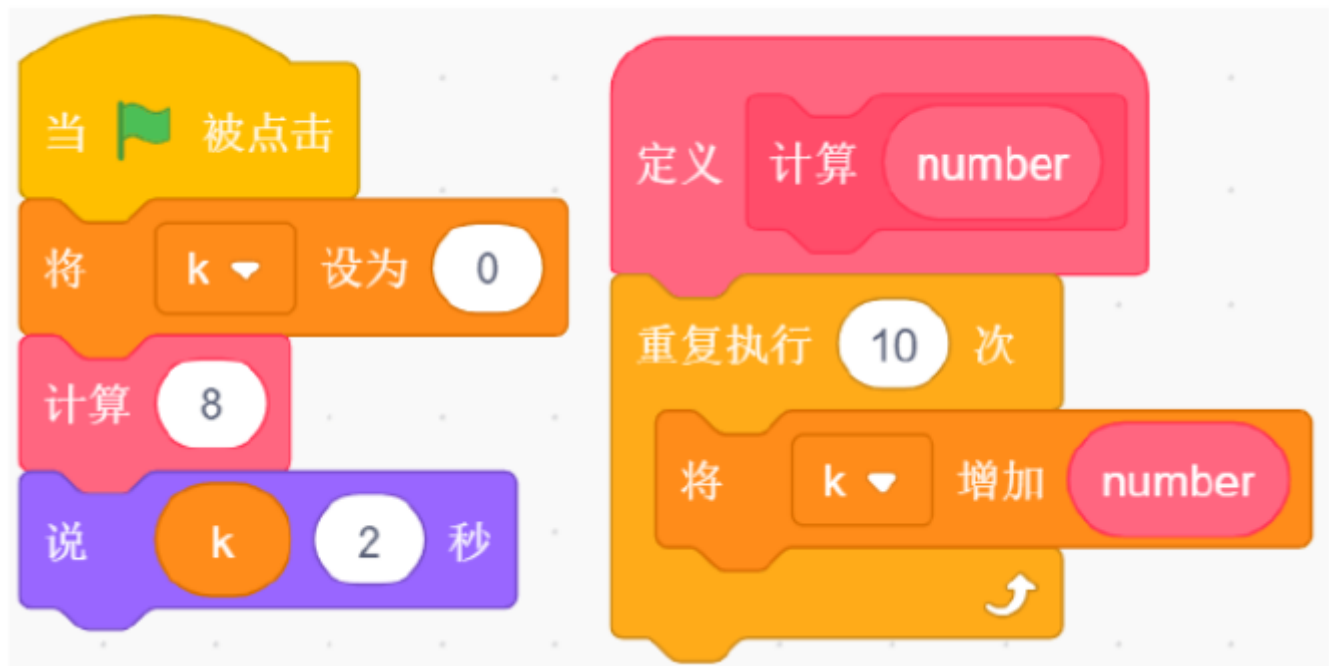 当 被点击
将 k 设为 0
计算 8
说 k 2 秒
定义 计算 number
重复执行 10 次
将 k 增加 number